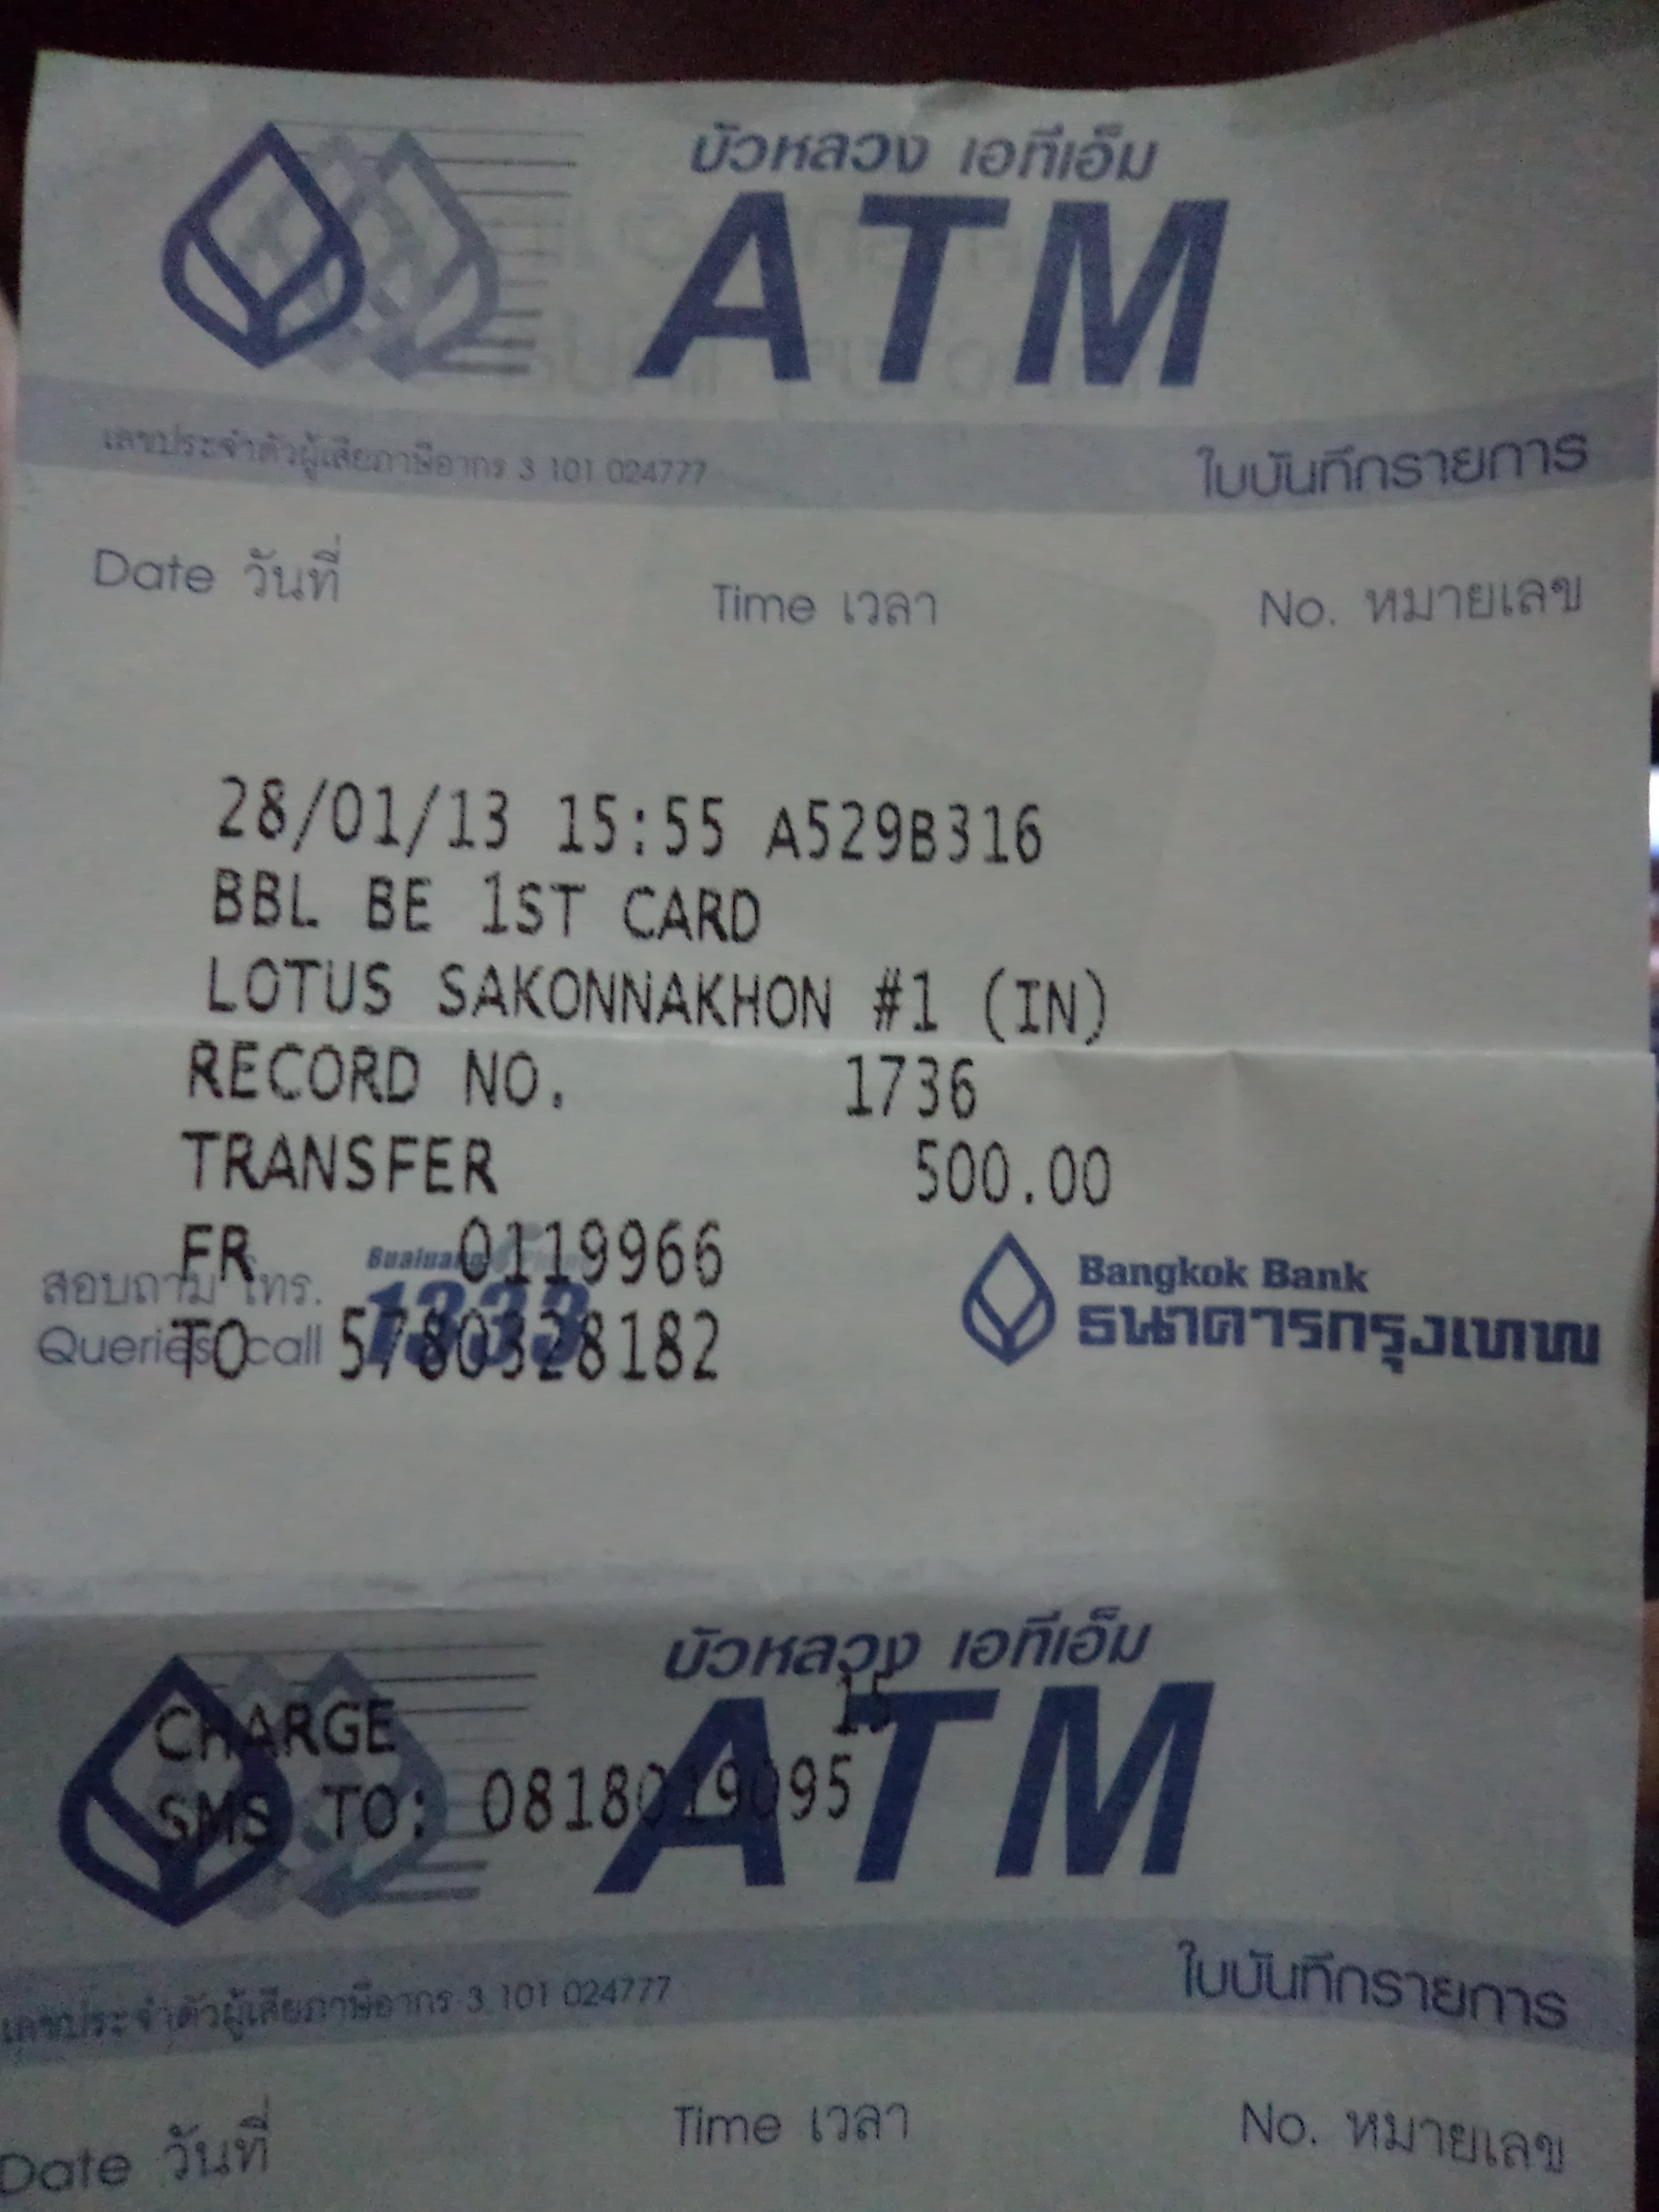 บัวหลวง เอทีเอ็ม
ATM
เลขประจำตัวผู้เสียภาษีอากร 3 101 024777 ใบบันทึกรายการ
Date วันที่ Time เวลา No. หมายเลข
28/01/13 15:55 A529B316
BBL BE 1ST CARD
LOTUS SAKONNAKHON #1 (IN)
RECORD NO. 1736
TRANSFER 500.00
FR 0119966
TO 5780328182
สอบถาม โทร.
Queries call 1333
Bualuang
Bangkok Bank
ธนาคารกรุงเทพ
บัวหลวง เอทีเอ็ม
ATM
CHARGE 15
SMS TO: 0818019095
เลขประจำตัวผู้เสียภาษีอากร 3 101 024777 ใบบันทึกรายการ
Date วันที่ Time เวลา No. หมายเลข